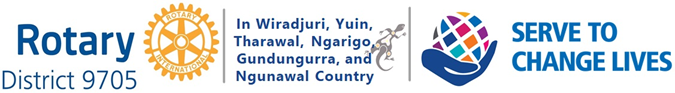 Rotary
District 9705
ROTARY
INTERNATIONAL
In Wiradjuri, Yuin,
Tharawal, Ngarigo,
Gundungurra, and
Ngunawal Country
SERVE TO
CHANGE LIVES